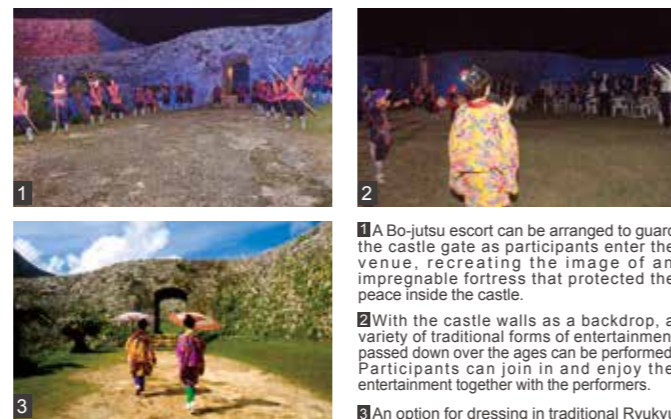 1
2
3
1 A Bo-jutsu escort can be arranged to guard
the castle gate as participants enter the
venue, recreating the image of an
impregnable fortress that protected the
peace inside the castle.
2 With the castle walls as a backdrop, a
variety of traditional forms of entertainment
passed down over the ages can be performed.
Participants can join in and enjoy the
entertainment together with the performers.
3 An option for dressing in traditional Ryukyu